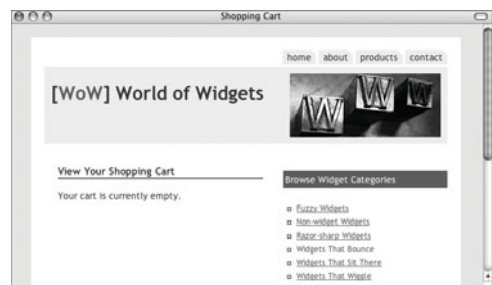 Shopping Cart
home about products contact
[WoW] World of Widgets
W W W
View Your Shopping Cart
Your cart is currently empty.
Browse Widget Categories
Fuzzy Widgets
Non-widget Widgets
Razor-sharp Widgets
Widgets That Bounce
Widgets That Sit There
Widgets That Wiggle